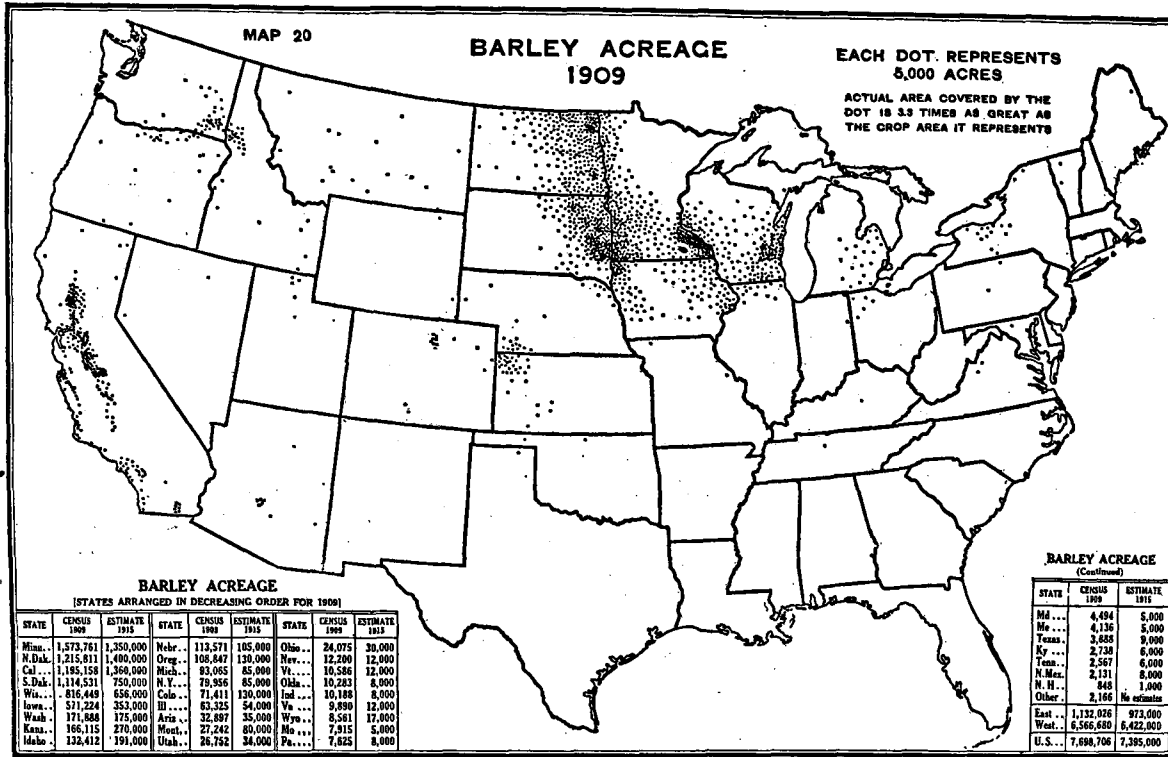 MAP 20
BARLEY ACREAGE
1909
EACH DOT REPRESENTS
5,000 ACRES
ACTUAL AREA COVERED BY THE
DOT IS 3.3 TIMES AS GREAT AS
THE CROP AREA IT REPRESENTS
BARLEY ACREAGE
[STATES ARRANGED IN DECREASING ORDER FOR 1909]
STATE CENSUS 1909 ESTIMATE 1915 STATE CENSUS 1909 ESTIMATE 1915 STATE CENSUS 1909 ESTIMATE 1915
Minn.. 1,573,761 1,350,000 Nebr.. 113,571 105,000 Ohio.. 24,075 30,000
N.Dak. 1,215,811 1,400,000 Oreg.. 108,847 130,000 Nev... 12,200 12,000
Cal ... 1,195,158 1,360,000 Mich.. 93,065 85,000 Vt.... 10,586 12,000
S.Dak. 1,114,531 750,000 N.Y... 79,956 85,000 Okla.. 10,283 8,000
Wis... 816,449 656,000 Colo.. 71,411 130,000 Ind... 10,188 8,000
Iowa.. 571,224 353,000 Ill.... 63,325 54,000 Va ... 9,890 12,000
Wash. 171,888 175,000 Ariz.. 32,897 35,000 Wyo.. 8,561 17,000
Kans.. 166,115 270,000 Mont.. 27,242 80,000 Mo ... 7,915 5,000
Idaho. 132,412 191,000 Utah.. 26,752 34,000 Pa.... 7,625 8,000
BARLEY ACREAGE
(Continued)
STATE CENSUS 1909 ESTIMATE 1915
Md ... 4,494 5,000
Me ... 4,136 5,000
Texas. 3,888 9,000
Ky ... 2,738 6,000
Tenn.. 2,567 6,000
N.Mex. 2,131 8,000
N.H.. 848 1,000
Other. 2,166 No estimates
East .. 1,132,026 973,000
West.. 6,566,680 6,422,000
U.S... 7,698,706 7,395,000